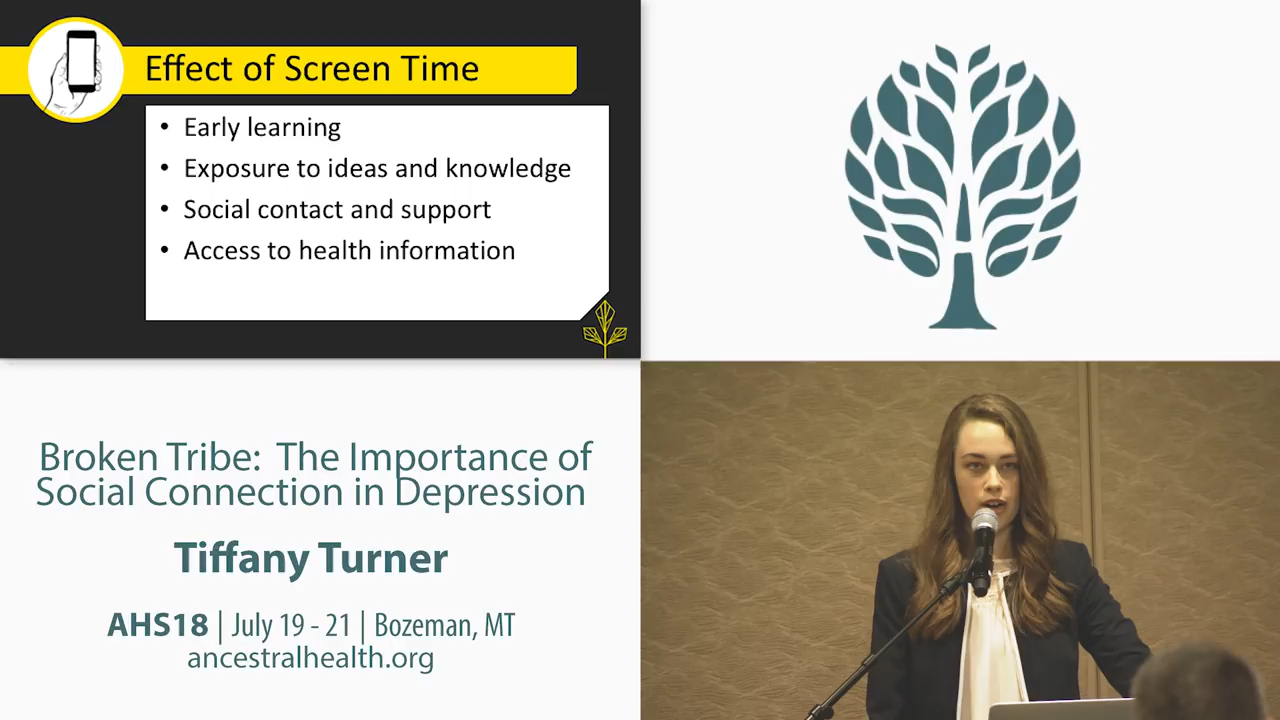 Effect of Screen Time
• Early learning
• Exposure to ideas and knowledge
• Social contact and support
• Access to health information
Broken Tribe: The Importance of
Social Connection in Depression
Tiffany Turner
AHS18 | July 19 - 21 | Bozeman, MT
ancestralhealth.org